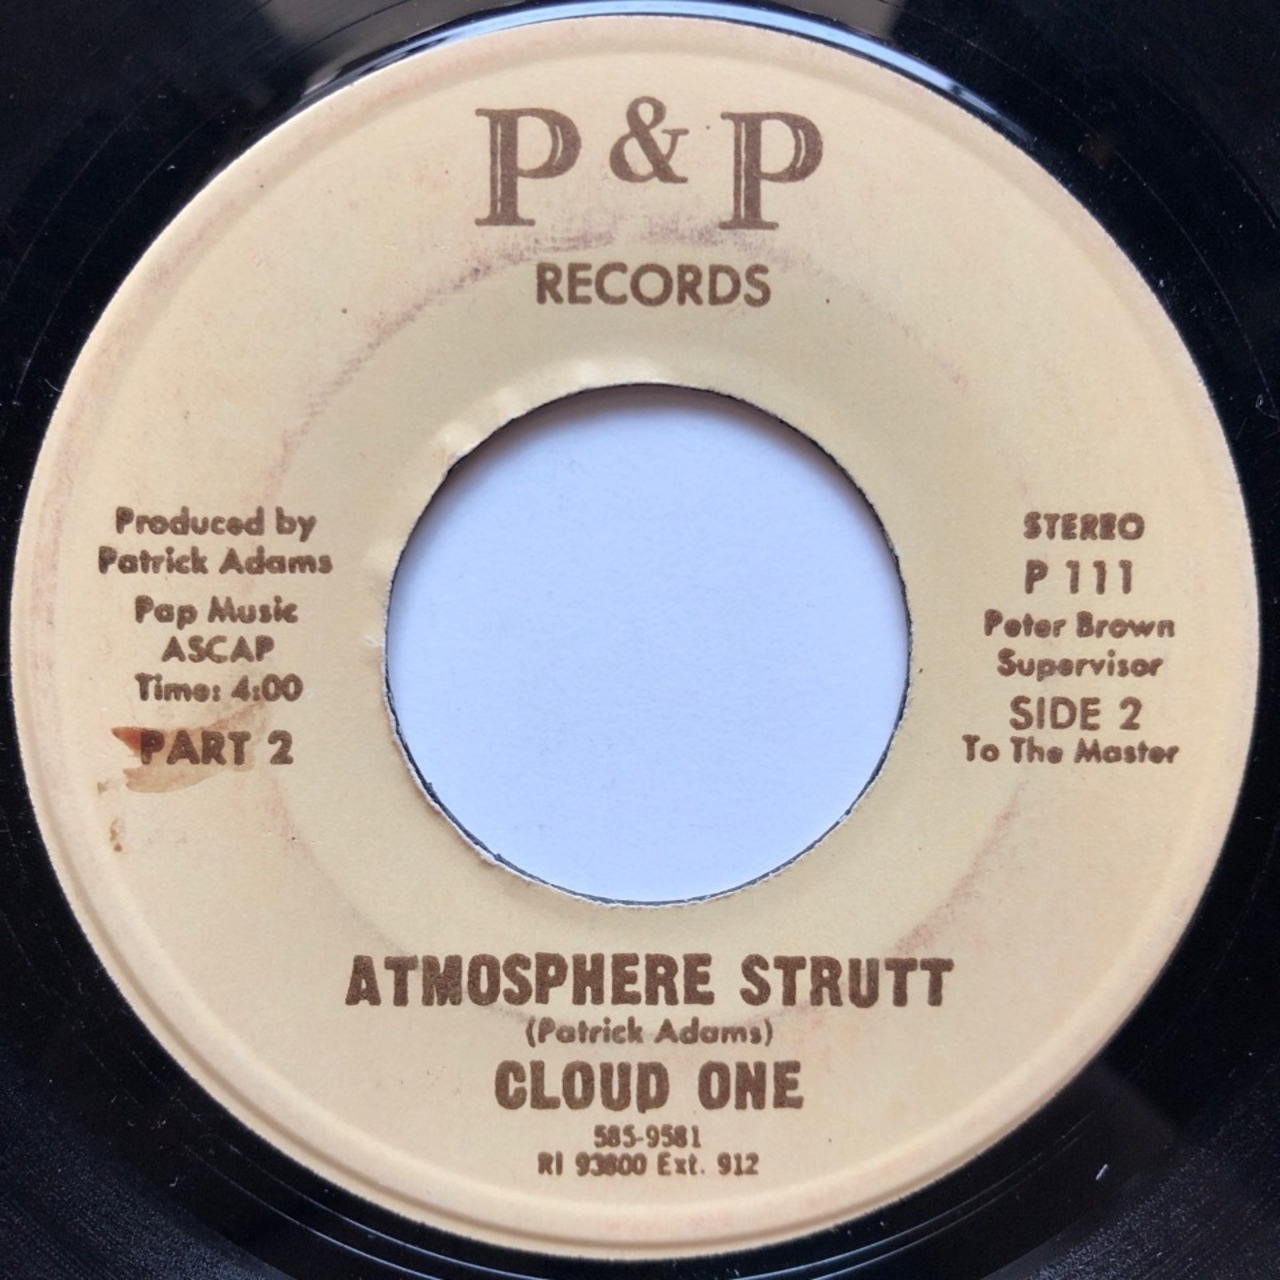 P & P
RECORDS
Produced by
Patrick Adams
Pap Music
ASCAP
Time: 4:00
PART 2
STEREO
P 111
Peter Brown
Supervisor
SIDE 2
To The Master
ATMOSPHERE STRUTT
(Patrick Adams)
CLOUD ONE
585-9581
RI 93800 Ext. 912